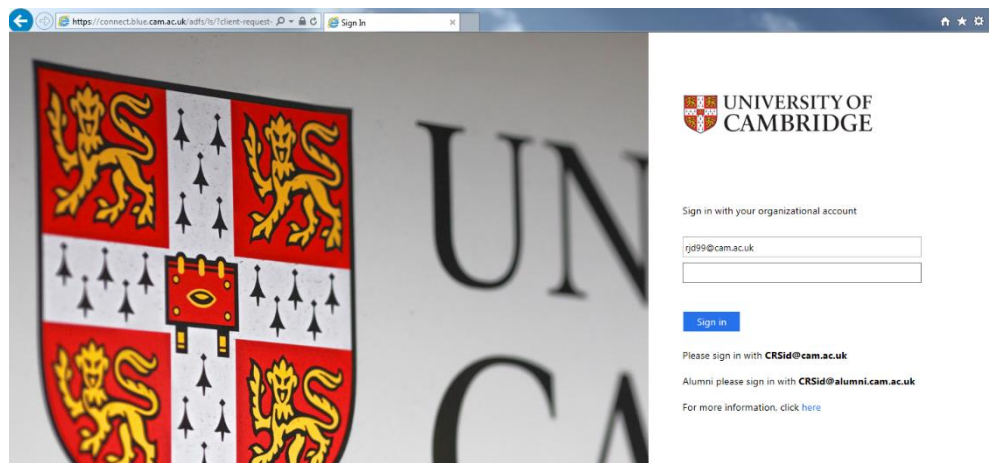 https://connect.blue.cam.ac.uk/adfs/ls/?client-request-
Sign In
UN
CA
UNIVERSITY OF
CAMBRIDGE
Sign in with your organizational account
rjd99@cam.ac.uk
Sign in
Please sign in with CRSid@cam.ac.uk
Alumni please sign in with CRSid@alumni.cam.ac.uk
For more information, click here